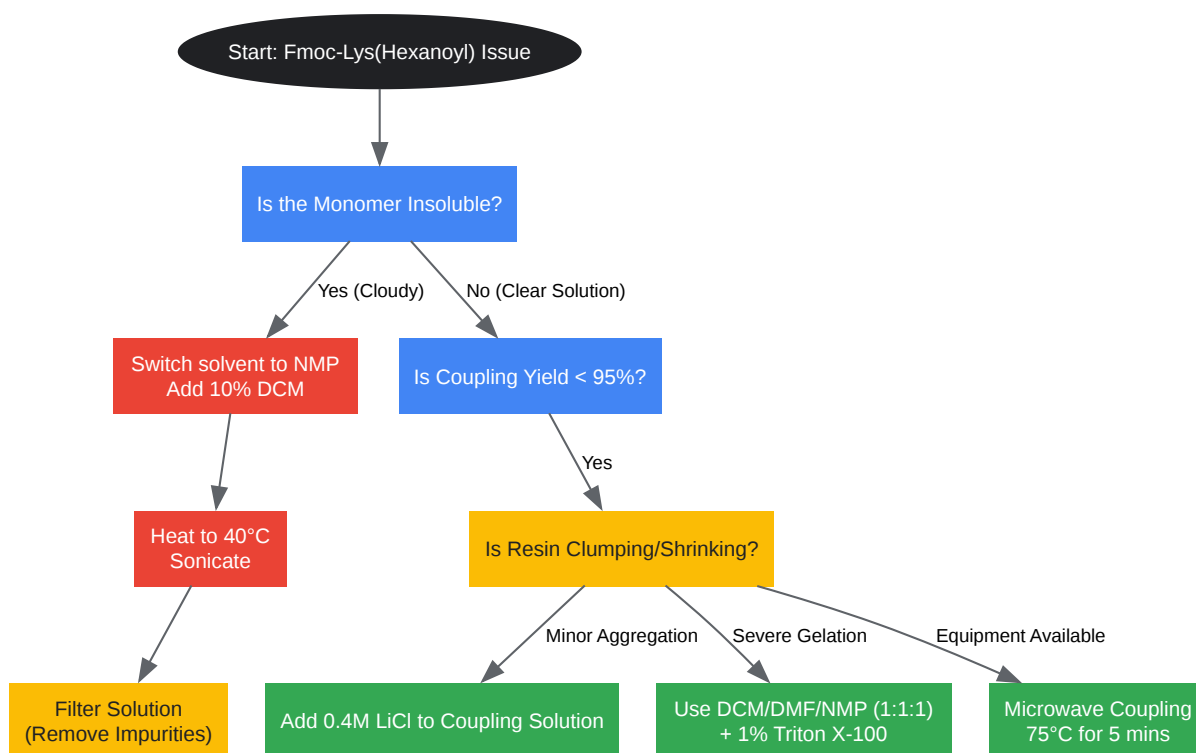 Start: Fmoc-Lys(Hexanoyl) Issue
Is the Monomer Insoluble?
Yes (Cloudy)
No (Clear Solution)
Switch solvent to NMP
Add 10% DCM
Is Coupling Yield < 95%?
Yes
Heat to 40°C
Sonicate
Is Resin Clumping/Shrinking?
Minor Aggregation
Severe Gelation
Equipment Available
Filter Solution
(Remove Impurities)
Add 0.4M LiCl to Coupling Solution
Use DCM/DMF/NMP (1:1:1)
+ 1% Triton X-100
Microwave Coupling
75°C for 5 mins